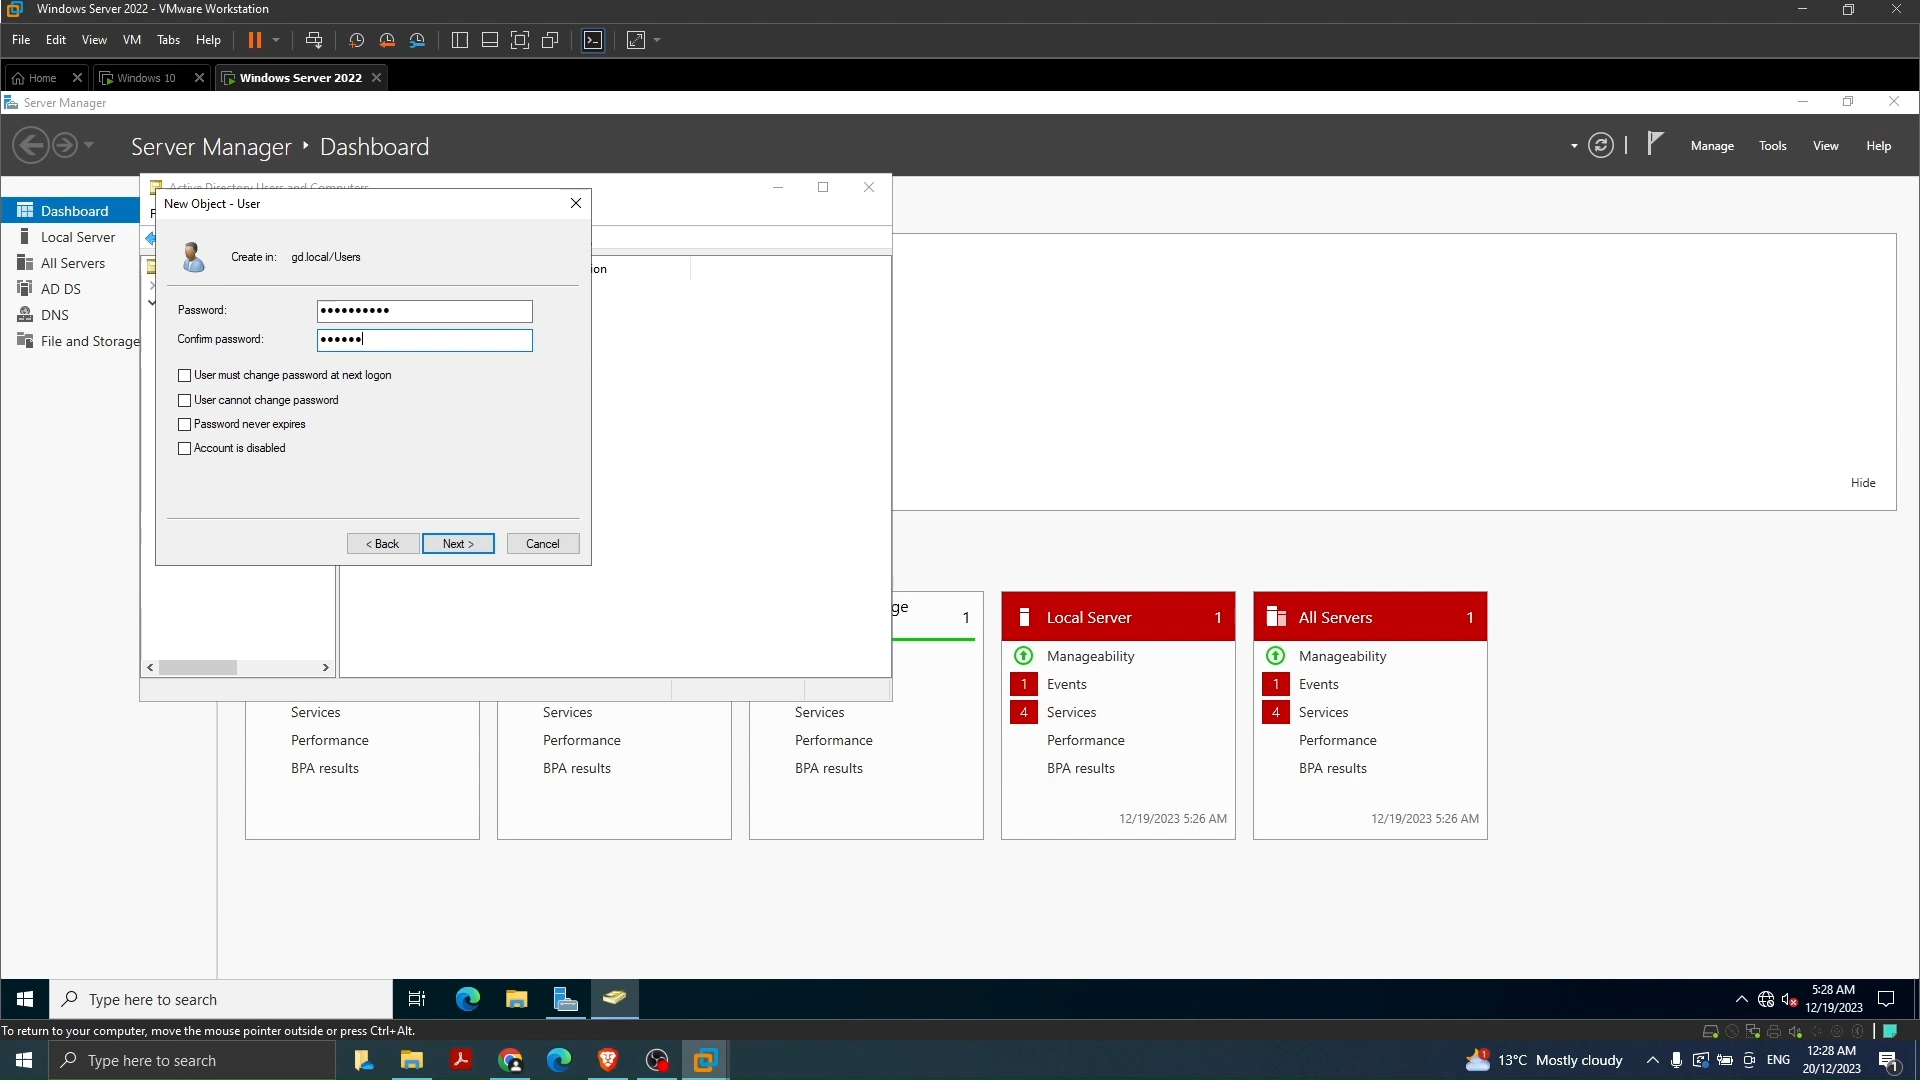 Windows Server 2022 - VMware Workstation
File Edit View VM Tabs Help
Home Windows 10 Windows Server 2022
Server Manager
Server Manager Dashboard
Manage Tools View Help
Active Directory Users and Computers
New Object - User
Dashboard
Local Server
All Servers
AD DS
DNS
File and Storage
Create in: gd.local/Users
ion
Password: ••••••••••
Confirm password: ••••••
User must change password at next logon
User cannot change password
Password never expires
Account is disabled
< Back Next > Cancel
Hide
ge 1
Local Server 1
Manageability
1 Events
4 Services
Performance
BPA results
12/19/2023 5:26 AM
All Servers 1
Manageability
1 Events
4 Services
Performance
BPA results
12/19/2023 5:26 AM
Services
Performance
BPA results
Services
Performance
BPA results
Services
Performance
BPA results
Type here to search
5:28 AM
12/19/2023
To return to your computer, move the mouse pointer outside or press Ctrl+Alt.
Type here to search
1 13°C Mostly cloudy
ENG
12:28 AM
20/12/2023
1